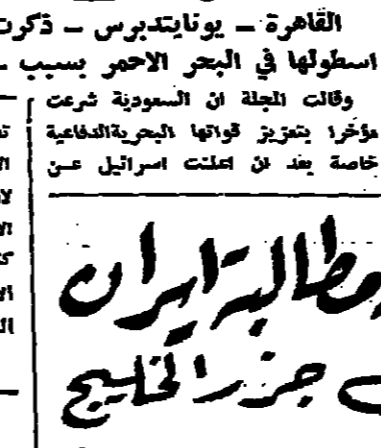 القاهرة – يونايتدبرس – ذكرت
اسطولها في البحر الاحمر بسبب
وقالت المجلة ان السعودية شرعت
مؤخرا بتعزيز قواتها البحرية الدفاعية
خاصة بعد ان اعلنت اسرائيل عن
مطالبة ايران
جزر الخليج